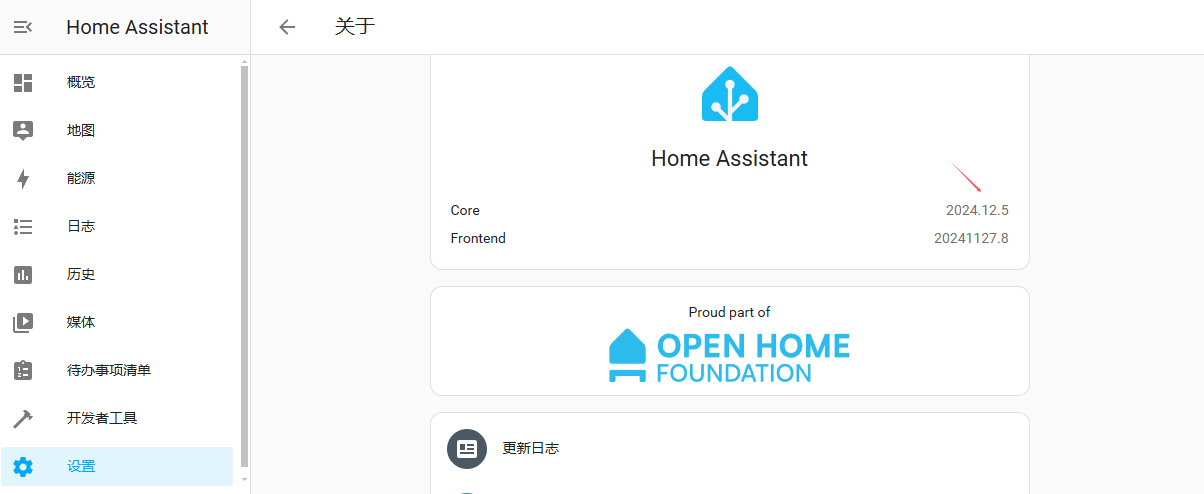 Home Assistant
关于
概览
地图
能源
日志
历史
媒体
待办事项清单
开发者工具
设置
Home Assistant
Core 2024.12.5
Frontend 20241127.8
Proud part of
OPEN HOME
FOUNDATION
更新日志